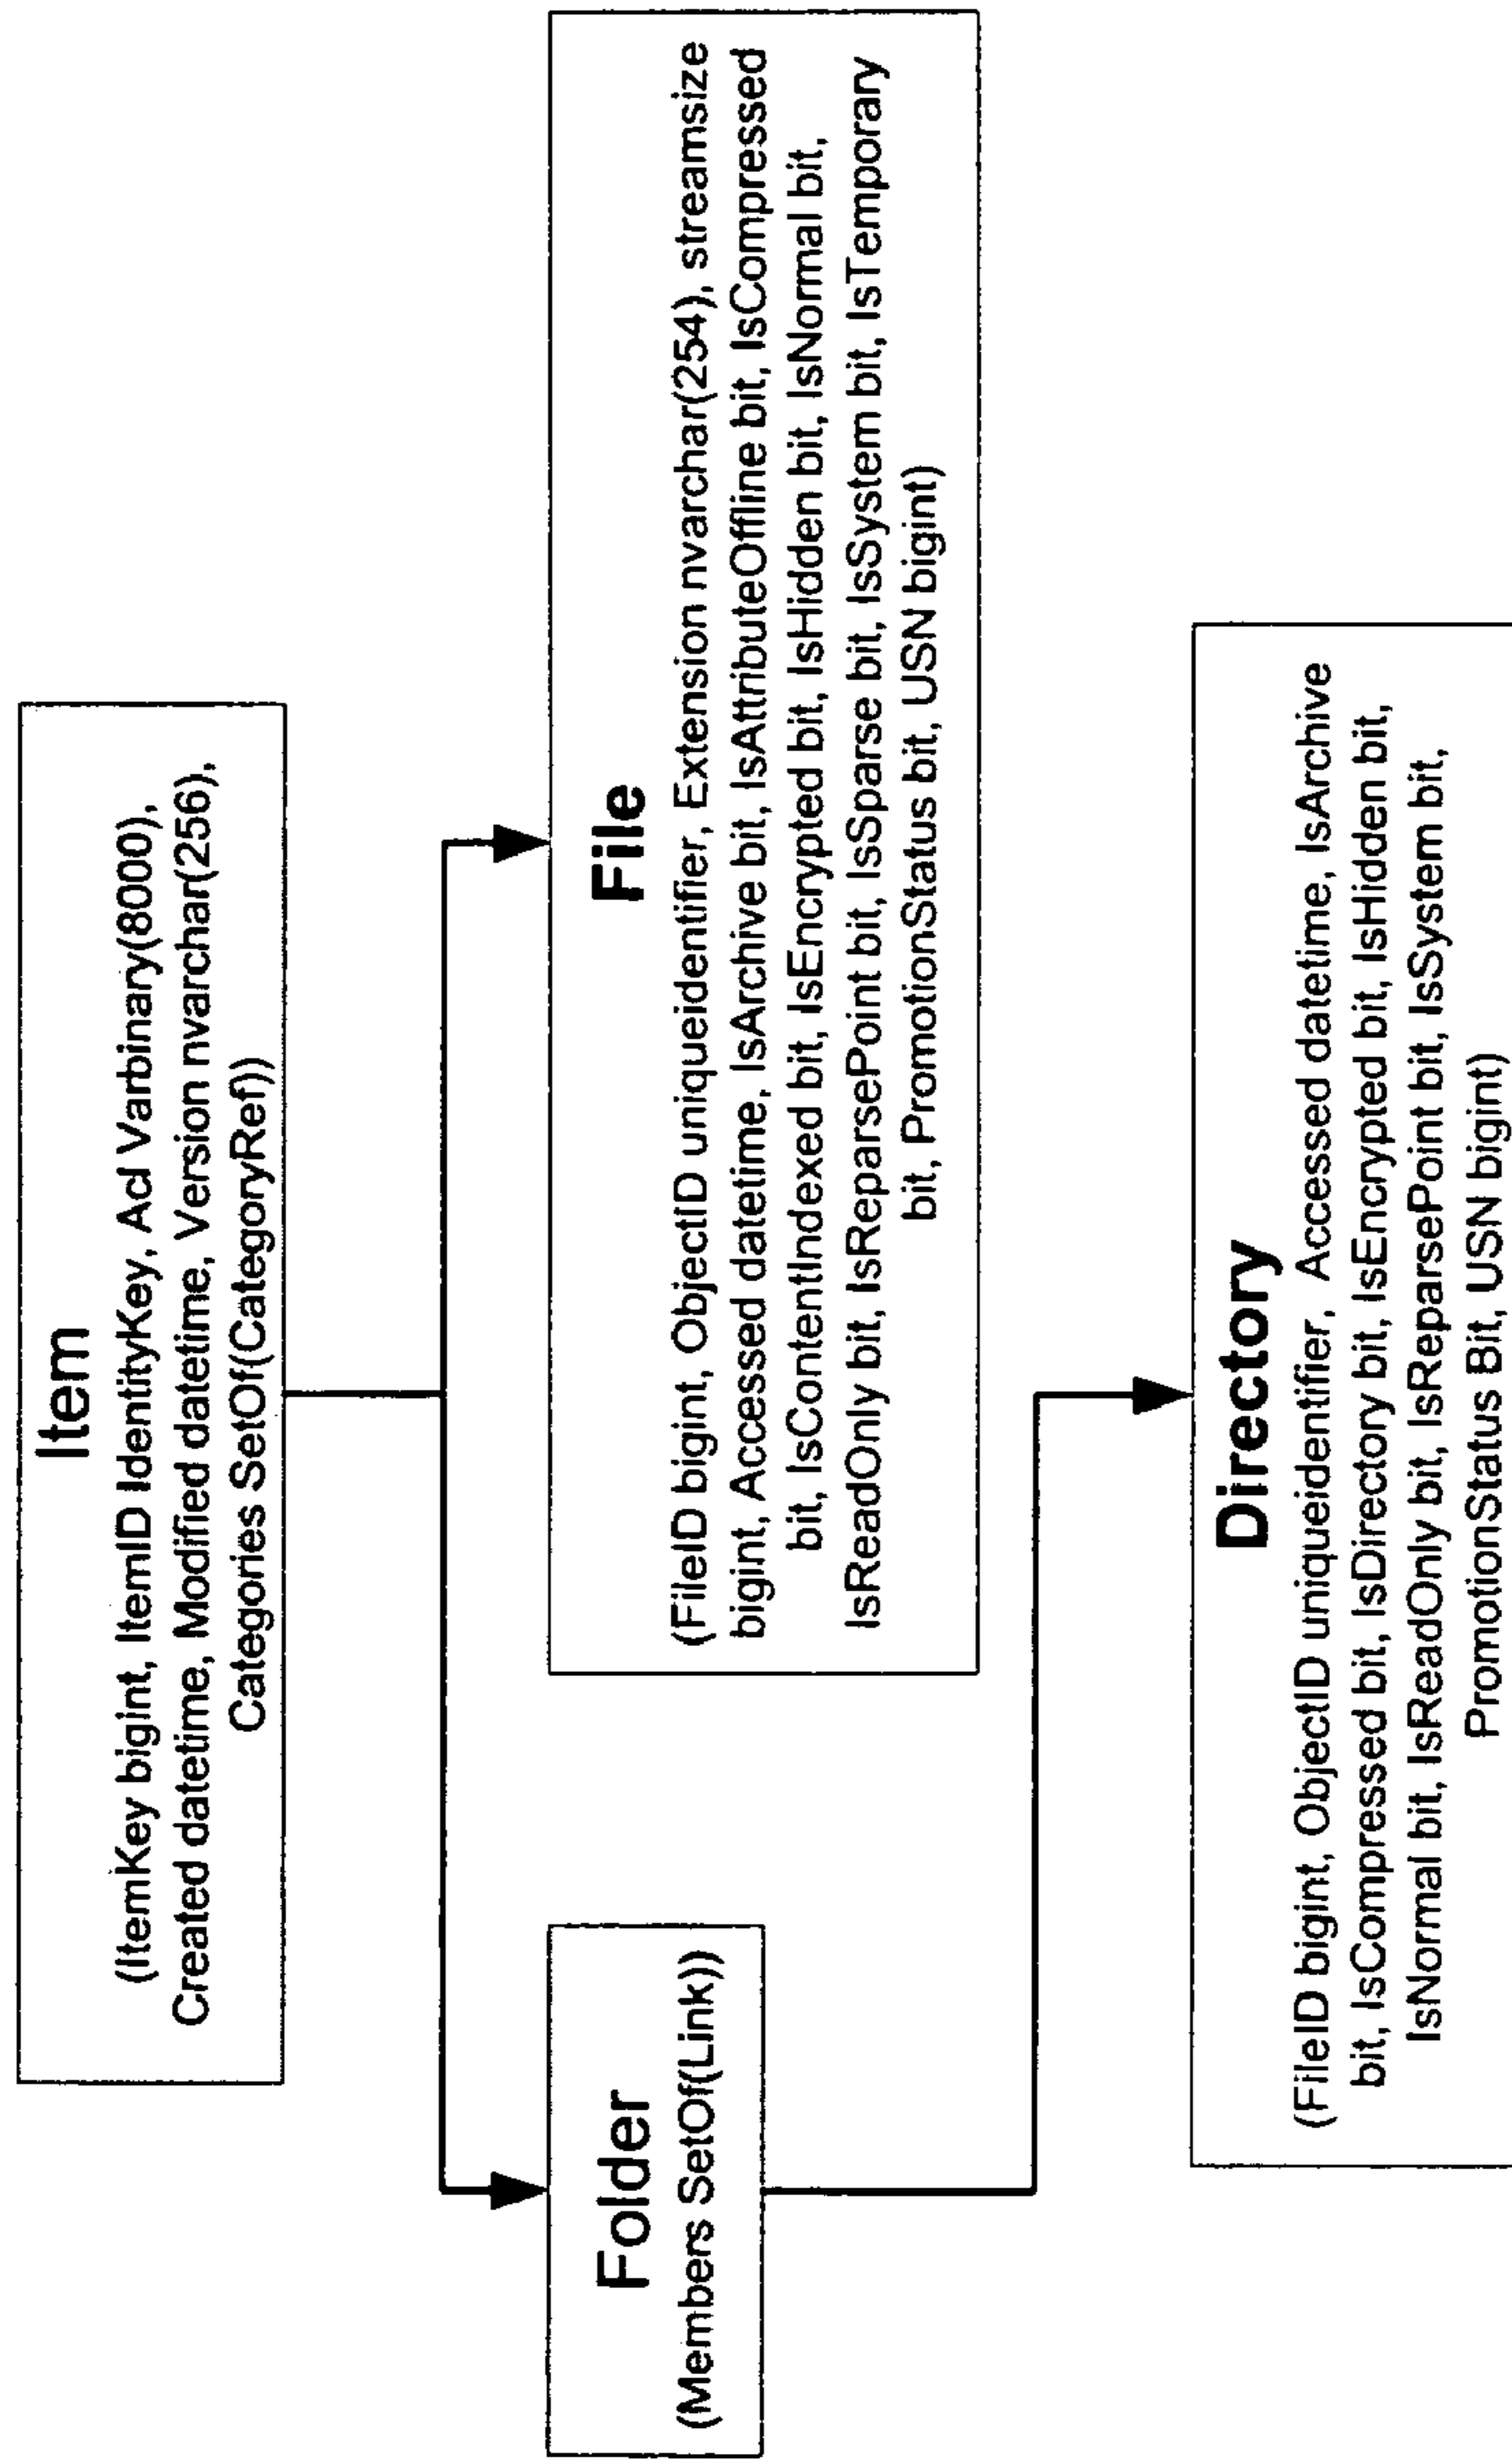 Item
(ItemKey bigint, ItemID IdentityKey, Acl Varbinary(8000),
Created datetime, Modified datetime, Version nvarchar(256),
Categories SetOf(CategoryRef))
Folder
(Members SetOf(Link))
File
(FileID bigint, ObjectID uniqueidentifier, Extension nvarchar(254), streamsize
bigint, Accessed datetime, IsArchive bit, IsAttributeOffline bit, IsCompressed
bit, IsContentIndexed bit, IsEncrypted bit, IsHidden bit, IsNormal bit,
IsReadOnly bit, IsReparsePoint bit, IsSparse bit, IsSystem bit, IsTemporary
bit, PromotionStatus bit, USN bigint)
Directory
(FileID bigint, ObjectID uniqueidentifier, Accessed datetime, IsArchive
bit, IsCompressed bit, IsDirectory bit, IsEncrypted bit, IsHidden bit,
IsNormal bit, IsReadOnly bit, IsReparsePoint bit, IsSystem bit,
PromotionStatus Bit, USN bigint)